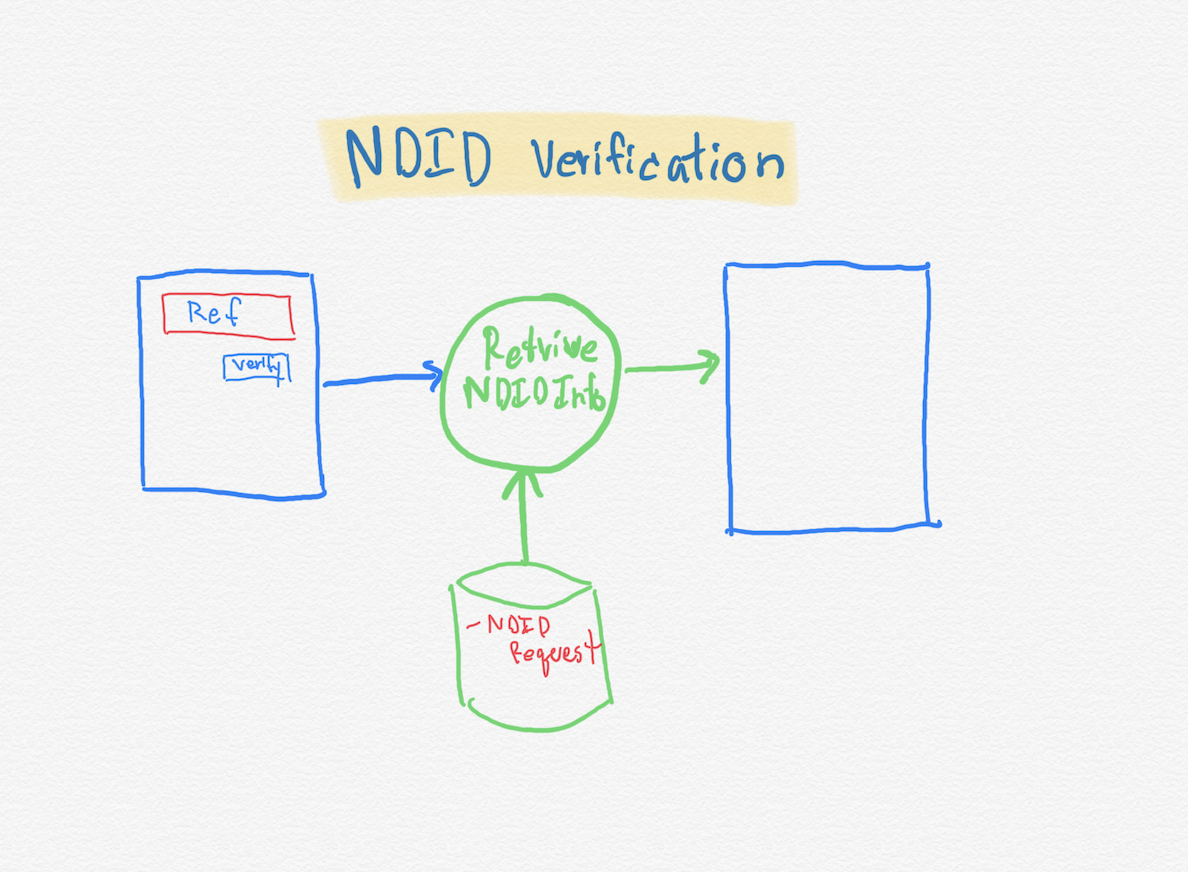 NDID Verification
Ref
verify
Retrive
NDID Info
- NDID
Request